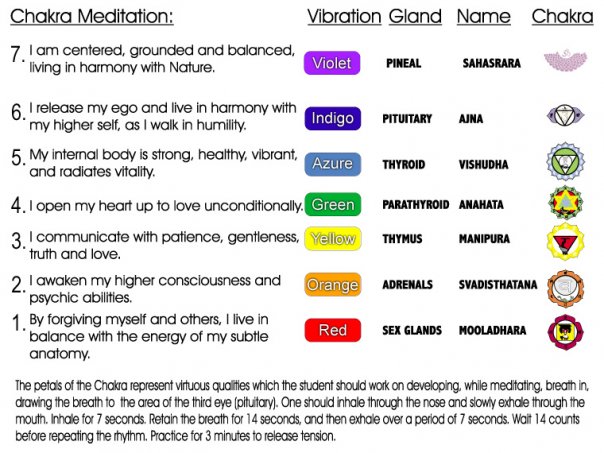 Chakra Meditation: Vibration Gland Name Chakra
7. I am centered, grounded and balanced,
living in harmony with Nature.
Violet PINEAL SAHASRARA
6. I release my ego and live in harmony with
my higher self, as I walk in humility.
Indigo PITUITARY AJNA
5. My internal body is strong, healthy, vibrant,
and radiates vitality.
Azure THYROID VISHUDHA
4. I open my heart up to love unconditionally. Green PARATHYROID ANAHATA
3. I communicate with patience, gentleness,
truth and love.
Yellow THYMUS MANIPURA
2. I awaken my higher consciousness and
psychic abilities.
Orange ADRENALS SVADISTHATANA
1. By forgiving myself and others, I live in
balance with the energy of my subtle
anatomy.
Red SEX GLANDS MOOLADHARA
The petals of the Chakra represent virtuous qualities which the student should work on developing, while meditating, breath in,
drawing the breath to the area of the third eye (pituitary). One should inhale through the nose and slowly exhale through the
mouth. Inhale for 7 seconds. Retain the breath for 14 seconds, and then exhale over a period of 7 seconds. Wait 14 counts
before repeating the rhythm. Practice for 3 minutes to release tension.